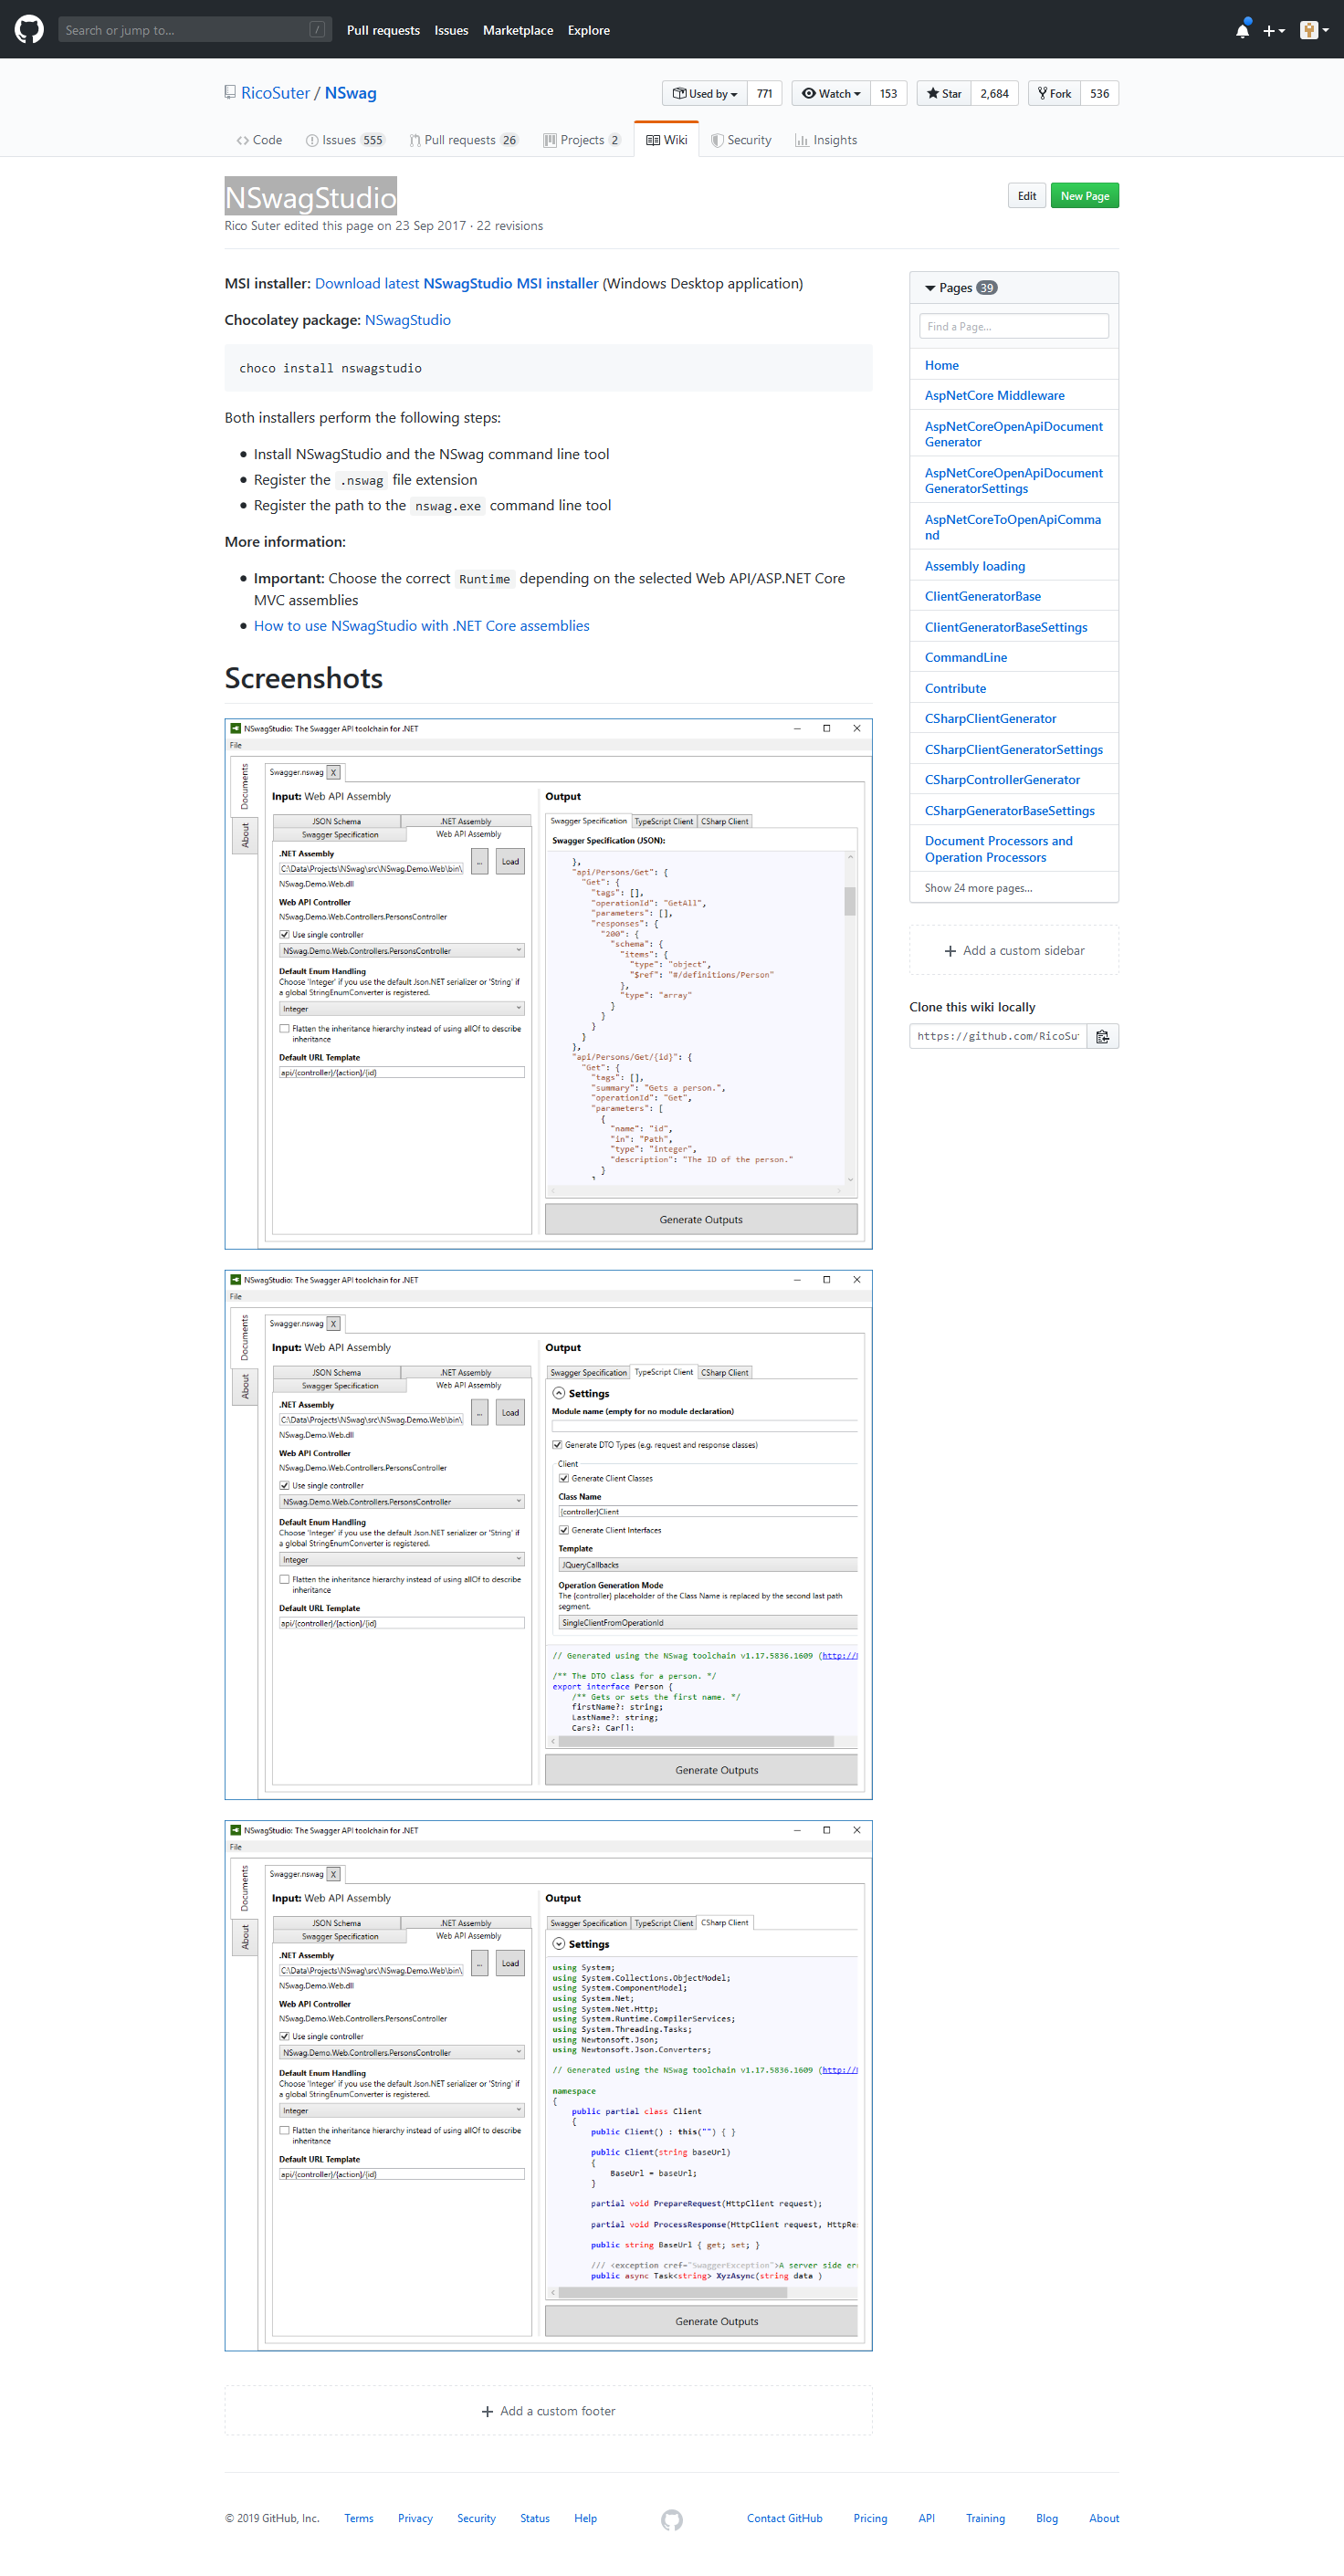 Search or jump to...
/
Pull requests Issues Marketplace Explore
RicoSuter / NSwag
Used by 771 Watch 153 Star 2,684 Fork 536
Code Issues 555 Pull requests 26 Projects 2 Wiki Security Insights
NSwagStudio
Edit New Page
Rico Suter edited this page on 23 Sep 2017 · 22 revisions
MSI installer: Download latest NSwagStudio MSI installer (Windows Desktop application)
Chocolatey package: NSwagStudio
choco install nswagstudio
Both installers perform the following steps:
Install NSwagStudio and the NSwag command line tool
Register the .nswag file extension
Register the path to the nswag.exe command line tool
More information:
Important: Choose the correct Runtime depending on the selected Web API/ASP.NET Core
MVC assemblies
How to use NSwagStudio with .NET Core assemblies
Screenshots
NSwagStudio: The Swagger API toolchain for .NET
File
Documents
About
Swagger.nswag X
Input: Web API Assembly
JSON Schema .NET Assembly
Swagger Specification Web API Assembly
.NET Assembly
C:\Data\Projects\NSwag\src\NSwag.Demo.Web\bin\ ... Load
NSwag.Demo.Web.dll
Web API Controller
NSwag.Demo.Web.Controllers.PersonsController
Use single controller
NSwag.Demo.Web.Controllers.PersonsController
Default Enum Handling
Choose 'Integer' if you use the default Json.NET serializer or 'String' if
a global StringEnumConverter is registered.
Integer
Flatten the inheritance hierarchy instead of using allOf to describe
inheritance
Default URL Template
api/{controller}/{action}/{id}
Output
Swagger Specification TypeScript Client CSharp Client
Swagger Specification (JSON):
},
"api/Persons/Get": {
"Get": {
"tags": [],
"operationId": "GetAll",
"parameters": [],
"responses": {
"200": {
"schema": {
"items": {
"type": "object",
"$ref": "#/definitions/Person"
},
"type": "array"
}
}
}
}
},
"api/Persons/Get/{id}": {
"Get": {
"tags": [],
"summary": "Gets a person.",
"operationId": "Get",
"parameters": [
{
"name": "id",
"in": "Path",
"type": "integer",
"description": "The ID of the person."
}
Generate Outputs
NSwagStudio: The Swagger API toolchain for .NET
File
Documents
About
Swagger.nswag X
Input: Web API Assembly
JSON Schema .NET Assembly
Swagger Specification Web API Assembly
.NET Assembly
C:\Data\Projects\NSwag\src\NSwag.Demo.Web\bin\ ... Load
NSwag.Demo.Web.dll
Web API Controller
NSwag.Demo.Web.Controllers.PersonsController
Use single controller
NSwag.Demo.Web.Controllers.PersonsController
Default Enum Handling
Choose 'Integer' if you use the default Json.NET serializer or 'String' if
a global StringEnumConverter is registered.
Integer
Flatten the inheritance hierarchy instead of using allOf to describe
inheritance
Default URL Template
api/{controller}/{action}/{id}
Output
Swagger Specification TypeScript Client CSharp Client
Settings
Module name (empty for no module declaration)
Generate DTO Types (e.g. request and response classes)
Client
Generate Client Classes
Class Name
{controller}Client
Generate Client Interfaces
Template
JQueryCallbacks
Operation Generation Mode
The {controller} placeholder of the Class Name is replaced by the second last path
segment.
SingleClientFromOperationId
// Generated using the NSwag toolchain v1.17.5836.1609 (http://
/** The DTO class for a person. */
export interface Person {
/** Gets or sets the first name. */
firstName?: string;
LastName?: string;
Cars?: Car[];
Generate Outputs
NSwagStudio: The Swagger API toolchain for .NET
File
Documents
About
Swagger.nswag X
Input: Web API Assembly
JSON Schema .NET Assembly
Swagger Specification Web API Assembly
.NET Assembly
C:\Data\Projects\NSwag\src\NSwag.Demo.Web\bin\ ... Load
NSwag.Demo.Web.dll
Web API Controller
NSwag.Demo.Web.Controllers.PersonsController
Use single controller
NSwag.Demo.Web.Controllers.PersonsController
Default Enum Handling
Choose 'Integer' if you use the default Json.NET serializer or 'String' if
a global StringEnumConverter is registered.
Integer
Flatten the inheritance hierarchy instead of using allOf to describe
inheritance
Default URL Template
api/{controller}/{action}/{id}
Output
Swagger Specification TypeScript Client CSharp Client
Settings
using System;
using System.Collections.ObjectModel;
using System.ComponentModel;
using System.Net;
using System.Net.Http;
using System.Runtime.CompilerServices;
using System.Threading.Tasks;
using Newtonsoft.Json;
using Newtonsoft.Json.Converters;
// Generated using the NSwag toolchain v1.17.5836.1609 (http://
namespace
{
public partial class Client
{
public Client() : this("") { }
public Client(string baseUrl)
{
BaseUrl = baseUrl;
}
partial void PrepareRequest(HttpClient request);
partial void ProcessResponse(HttpClient request, HttpRes
public string BaseUrl { get; set; }
/// <exception cref="SwaggerException">A server side er
public async Task<string> XyzAsync(string data )
Generate Outputs
Add a custom footer
Pages 39
Find a Page...
Home
AspNetCore Middleware
AspNetCoreOpenApiDocument
Generator
AspNetCoreOpenApiDocument
GeneratorSettings
AspNetCoreToOpenApiComma
nd
Assembly loading
ClientGeneratorBase
ClientGeneratorBaseSettings
CommandLine
Contribute
CSharpClientGenerator
CSharpClientGeneratorSettings
CSharpControllerGenerator
CSharpGeneratorBaseSettings
Document Processors and
Operation Processors
Show 24 more pages...
Add a custom sidebar
Clone this wiki locally
https://github.com/RicoSu
© 2019 GitHub, Inc. Terms Privacy Security Status Help Contact GitHub Pricing API Training Blog About